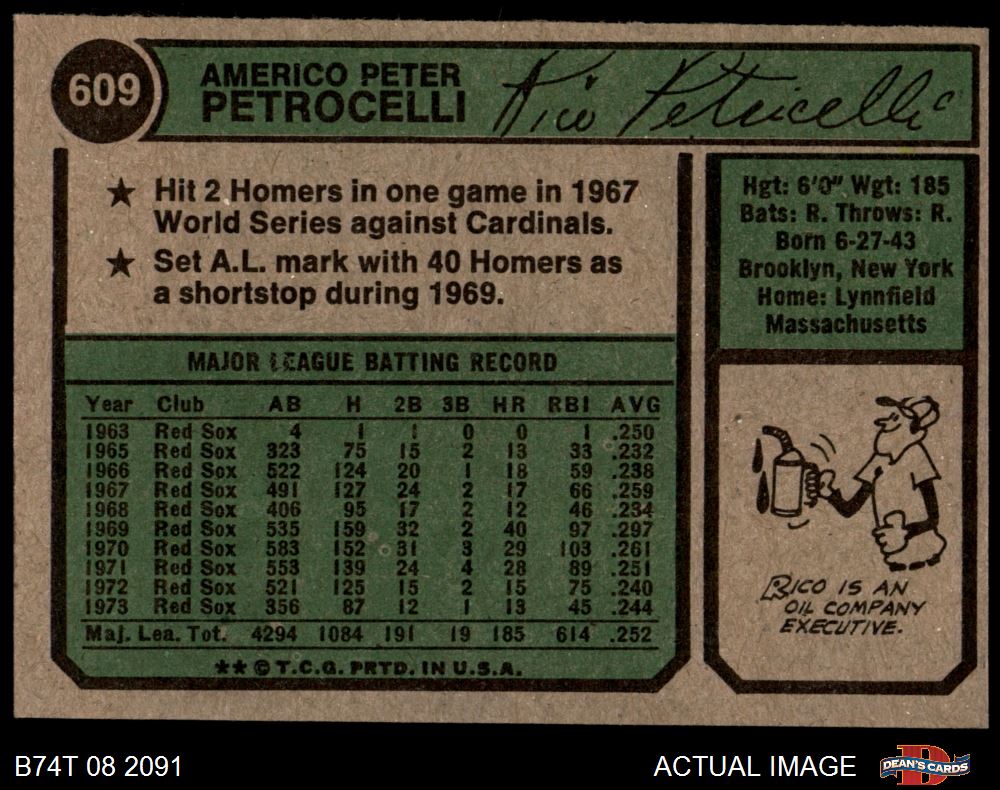 609
AMERICO PETER
PETROCELLI
Rico Petrocelli
★ Hit 2 Homers in one game in 1967
World Series against Cardinals.
★ Set A.L. mark with 40 Homers as
a shortstop during 1969.
Hgt: 6'0" Wgt: 185
Bats: R. Throws: R.
Born 6-27-43
Brooklyn, New York
Home: Lynnfield
Massachusetts
MAJOR LEAGUE BATTING RECORD
Year Club AB H 2B 3B HR RBI AVG
1963 Red Sox 4 1 1 0 0 1 .250
1965 Red Sox 323 75 15 2 13 33 .232
1966 Red Sox 522 124 20 1 18 59 .238
1967 Red Sox 491 127 24 2 17 66 .259
1968 Red Sox 406 95 17 2 12 46 .234
1969 Red Sox 535 159 32 2 40 97 .297
1970 Red Sox 583 152 31 3 29 103 .261
1971 Red Sox 553 139 24 4 28 89 .251
1972 Red Sox 521 125 15 2 15 75 .240
1973 Red Sox 356 87 12 1 13 45 .244
Maj. Lea. Tot. 4294 1084 191 19 185 614 .252
★★ © T.C.G. PRTD. IN U.S.A.
RICO IS AN
OIL COMPANY
EXECUTIVE.
B74T 08 2091
ACTUAL IMAGE
DEAN'S CARDS